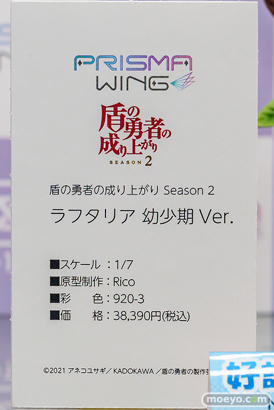 PRISMA
WING
盾の勇者の
成り上がり
SEASON 2
盾の勇者の成り上がり Season 2
ラフタリア 幼少期 Ver.
■スケール：1/7
■原型制作：Rico
■彩　　色：920-3
■価　　格：38,390円(税込)
©2021 アネコユサギ／KADOKAWA／盾の勇者の製作
moeyo.com